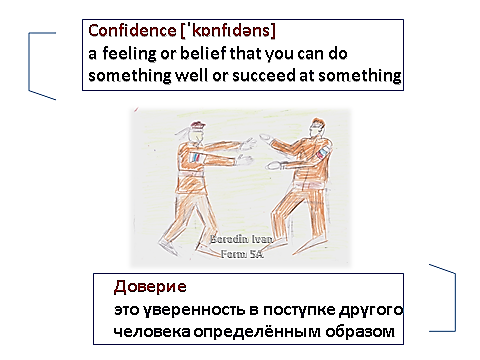 Confidence [ˈkɒnfɪdəns]
a feeling or belief that you can do
something well or succeed at something
Borodin Ivan
Form 5A
Доверие
это уверенность в поступке другого
человека определённым образом